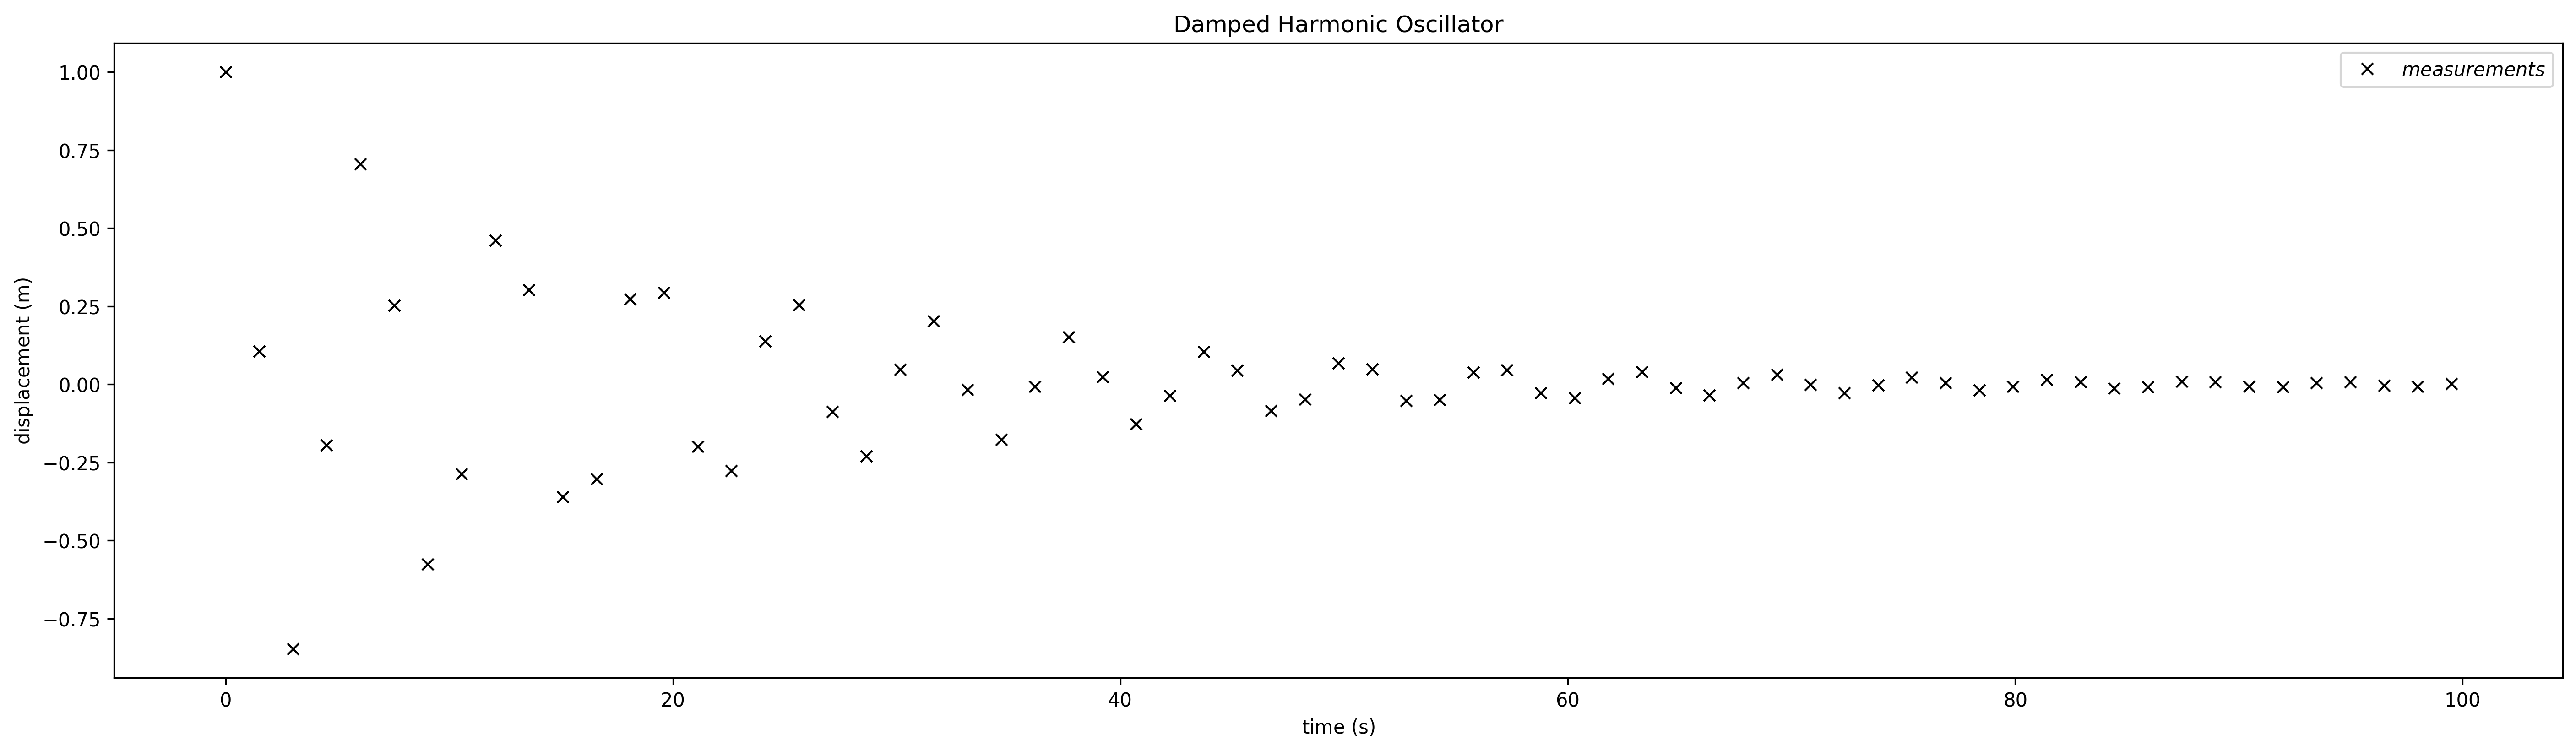 Damped Harmonic Oscillator
measurements
1.00
0.75
0.50
0.25
0.00
−0.25
−0.50
−0.75
displacement (m)
0 20 40 60 80 100
time (s)